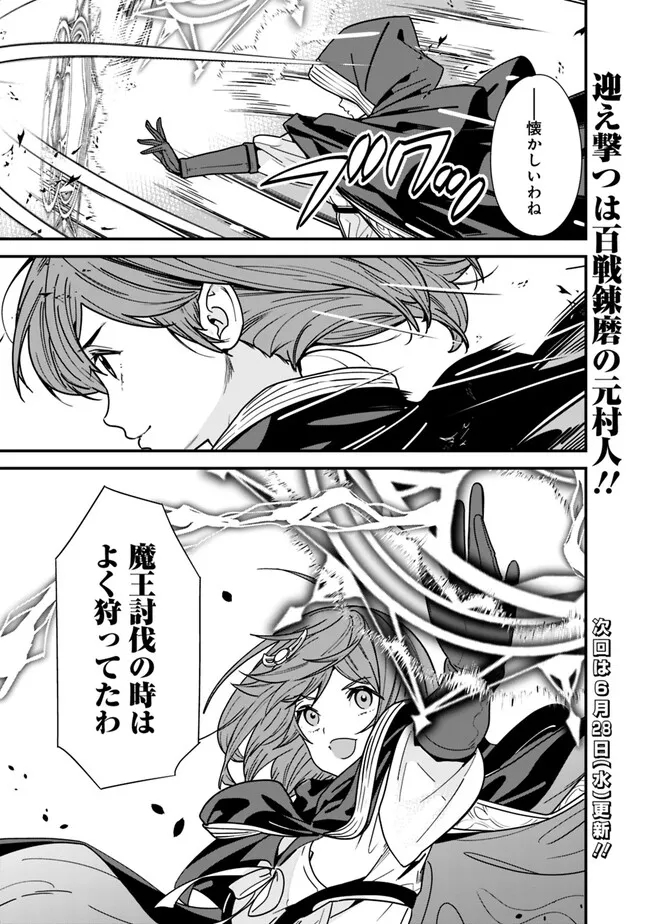 ――懐かしいわね
ブワッ
迎え撃つは百戦錬磨の元村人!!
魔王討伐の時は
よく狩ってたわ
次回は6月28日(水)更新!!